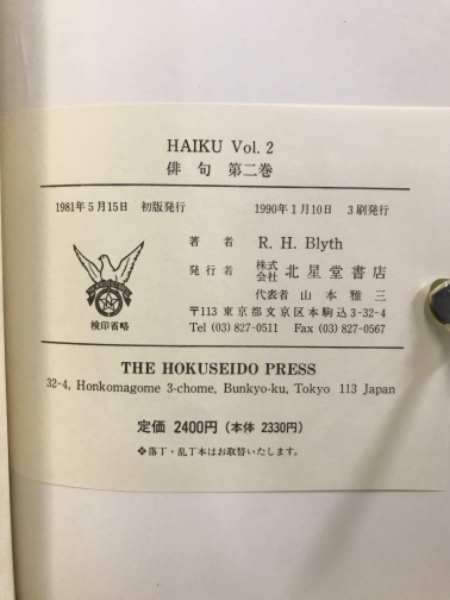 HAIKU Vol. 2
俳句 第二巻
1981年5月15日 初版発行 1990年1月10日 3刷発行
著者 R. H. Blyth
発行者 株式会社 北星堂書店
代表者 山本雅三
〒113 東京都文京区本駒込3-32-4
Tel (03) 827-0511 Fax (03) 827-0567
検印省略
THE HOKUSEIDO PRESS
32-4, Honkomagome 3-chome, Bunkyo-ku, Tokyo 113 Japan
定価 2400円 (本体 2330円)
❖落丁・乱丁本はお取替いたします。